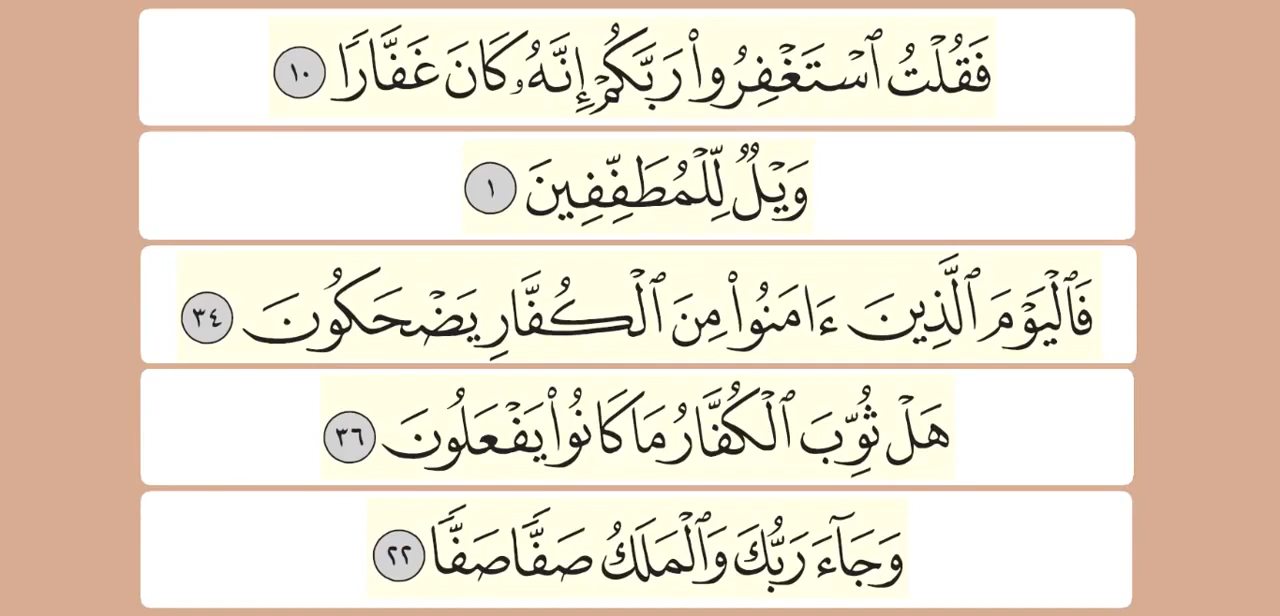 فَقُلْتُ ٱسْتَغْفِرُوا۟ رَبَّكُمْ إِنَّهُۥ كَانَ غَفَّارًا ١٠
وَيْلٌ لِّلْمُطَفِّفِينَ ١
فَٱلْيَوْمَ ٱلَّذِينَ ءَامَنُوا۟ مِنَ ٱلْكُفَّارِ يَضْحَكُونَ ٣٤
هَلْ ثُوِّبَ ٱلْكُفَّارُ مَا كَانُوا۟ يَفْعَلُونَ ٣٦
وَجَآءَ رَبُّكَ وَٱلْمَلَكُ صَفًّا صَفًّا ٢٢